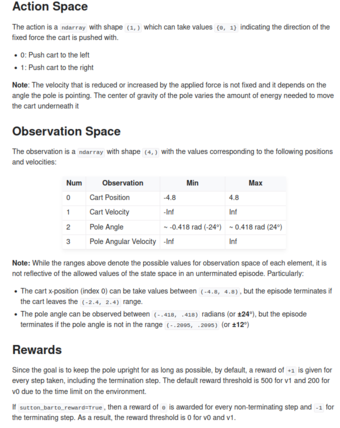 Action Space
The action is a ndarray with shape (1,) which can take values {0, 1} indicating the direction of the
fixed force the cart is pushed with.
• 0: Push cart to the left
• 1: Push cart to the right
Note: The velocity that is reduced or increased by the applied force is not fixed and it depends on the
angle the pole is pointing. The center of gravity of the pole varies the amount of energy needed to move
the cart underneath it
Observation Space
The observation is a ndarray with shape (4,) with the values corresponding to the following positions
and velocities:
Num Observation Min Max
0 Cart Position -4.8 4.8
1 Cart Velocity -Inf Inf
2 Pole Angle ~ -0.418 rad (-24°) ~ 0.418 rad (24°)
3 Pole Angular Velocity -Inf Inf
Note: While the ranges above denote the possible values for observation space of each element, it is
not reflective of the allowed values of the state space in an unterminated episode. Particularly:
• The cart x-position (index 0) can be take values between (-4.8, 4.8), but the episode terminates if
the cart leaves the (-2.4, 2.4) range.
• The pole angle can be observed between (-.418, .418) radians (or ±24°), but the episode
terminates if the pole angle is not in the range (-.2095, .2095) (or ±12°)
Rewards
Since the goal is to keep the pole upright for as long as possible, by default, a reward of +1 is given for
every step taken, including the termination step. The default reward threshold is 500 for v1 and 200 for
v0 due to the time limit on the environment.
If sutton_barto_reward=True, then a reward of 0 is awarded for every non-terminating step and -1 for
the terminating step. As a result, the reward threshold is 0 for v0 and v1.